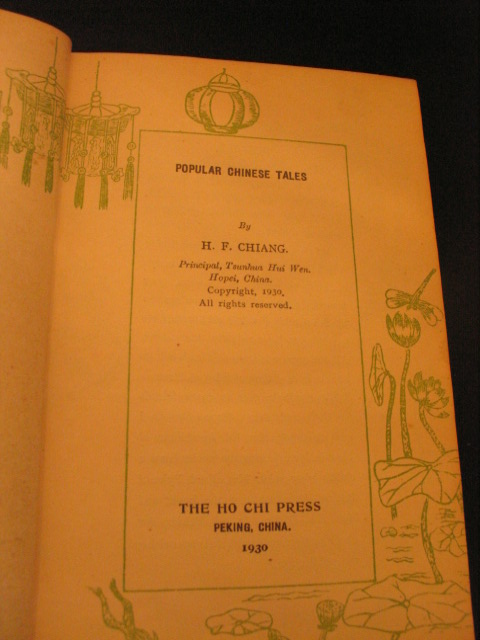 POPULAR CHINESE TALES
By
H. F. CHIANG.
Principal, Tsunhua Hui Wen.
Hopei, China.
Copyright, 1930.
All rights reserved.
THE HO CHI PRESS
PEKING, CHINA.
1930